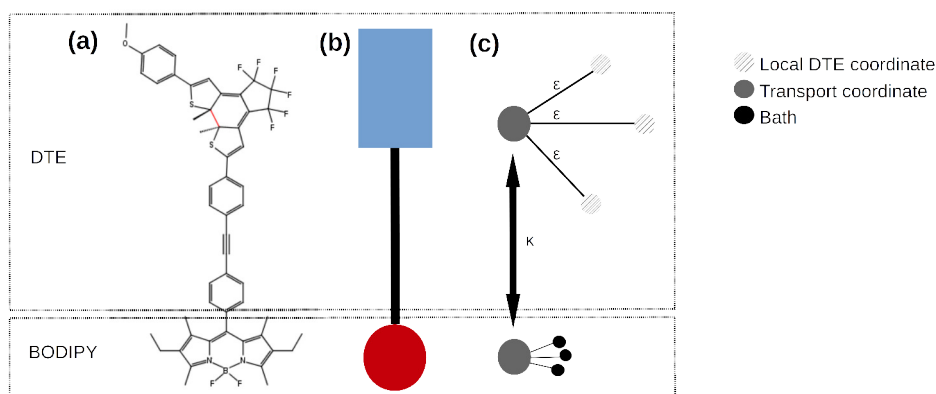 (a)
(b)
(c)
O
F
F
F
F
F
F
S
S
ε
ε
ε
Local DTE coordinate
Transport coordinate
Bath
DTE
K
BODIPY
N
N
B
F
F